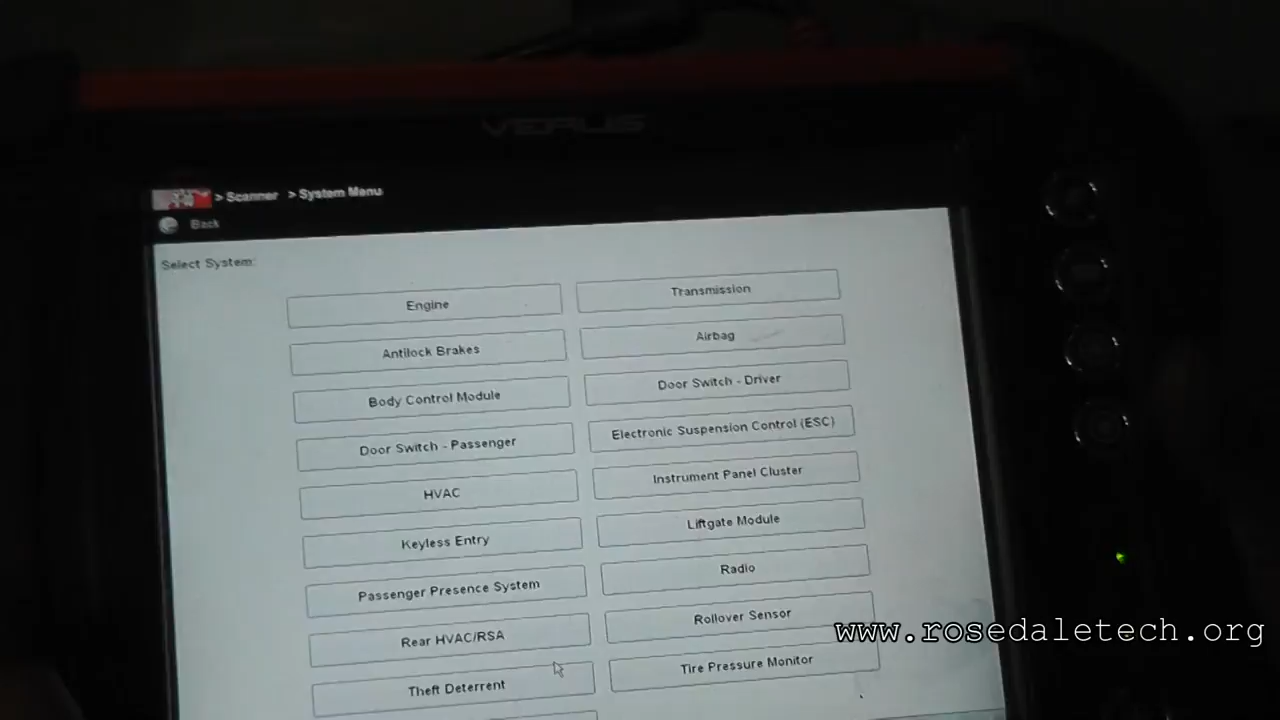 VERUS
> Scanner > System Menu
Back
Select System:
Engine
Transmission
Antilock Brakes
Airbag
Body Control Module
Door Switch - Driver
Door Switch - Passenger
Electronic Suspension Control (ESC)
HVAC
Instrument Panel Cluster
Keyless Entry
Liftgate Module
Passenger Presence System
Radio
Rear HVAC/RSA
Rollover Sensor
Theft Deterrent
Tire Pressure Monitor
www.rosedaletech.org